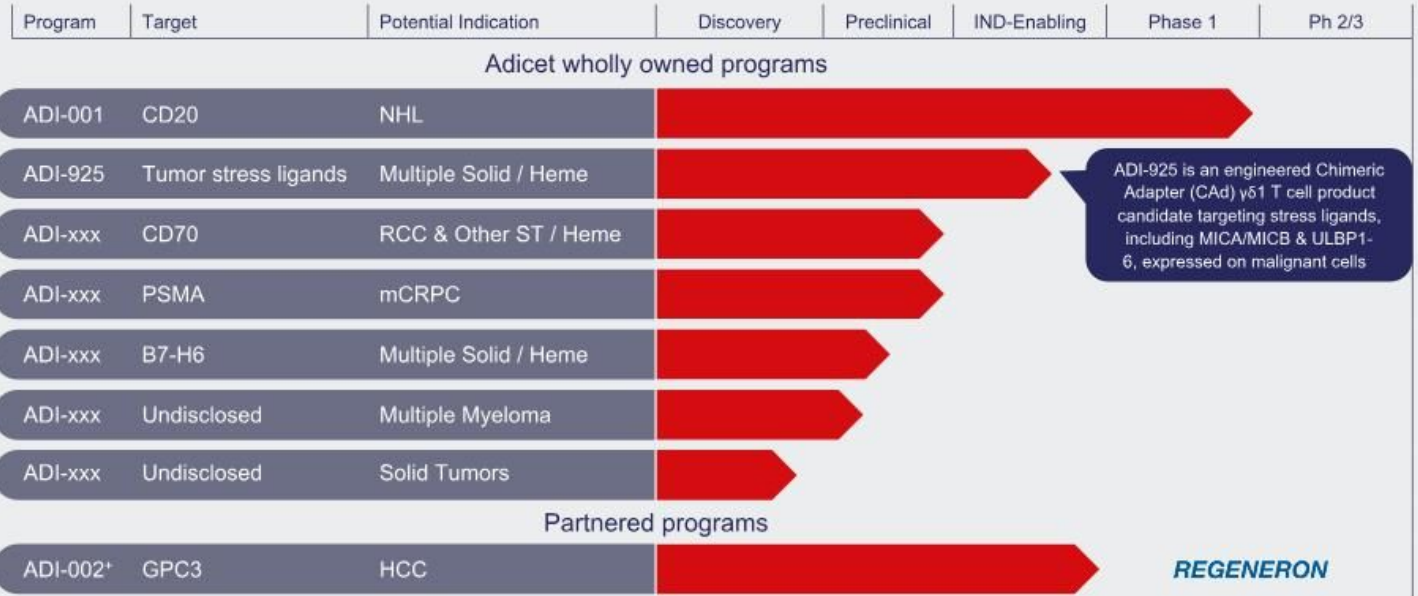 Program Target Potential Indication Discovery Preclinical IND-Enabling Phase 1 Ph 2/3
Adicet wholly owned programs
ADI-001 CD20 NHL
ADI-925 Tumor stress ligands Multiple Solid / Heme
ADI-925 is an engineered Chimeric
Adapter (CAd) γδ1 T cell product
candidate targeting stress ligands,
including MICA/MICB & ULBP1-
6, expressed on malignant cells
ADI-xxx CD70 RCC & Other ST / Heme
ADI-xxx PSMA mCRPC
ADI-xxx B7-H6 Multiple Solid / Heme
ADI-xxx Undisclosed Multiple Myeloma
ADI-xxx Undisclosed Solid Tumors
Partnered programs
ADI-002⁺ GPC3 HCC REGENERON